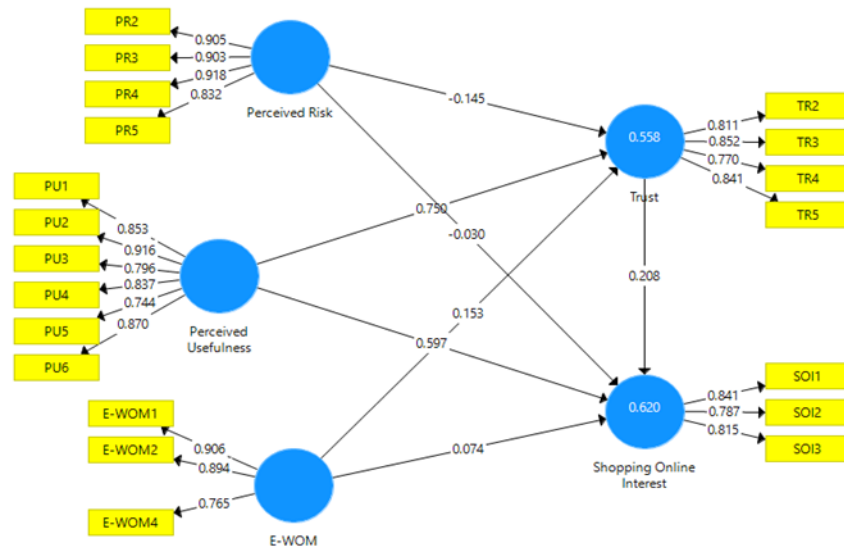 PR2
0.905
PR3
0.903
PR4
0.918
PR5
0.832
Perceived Risk
-0.145
TR2
0.811
TR3
0.852
0.558
TR4
0.770
TR5
0.841
Trust
PU1
0.853
PU2
0.916
PU3
0.796
PU4
0.837
PU5
0.744
PU6
0.870
Perceived
Usefulness
0.750
-0.030
0.208
0.153
0.597
E-WOM1
0.906
E-WOM2
0.894
E-WOM4
0.765
E-WOM
0.074
0.620
SOI1
0.841
SOI2
0.787
SOI3
0.815
Shopping Online
Interest